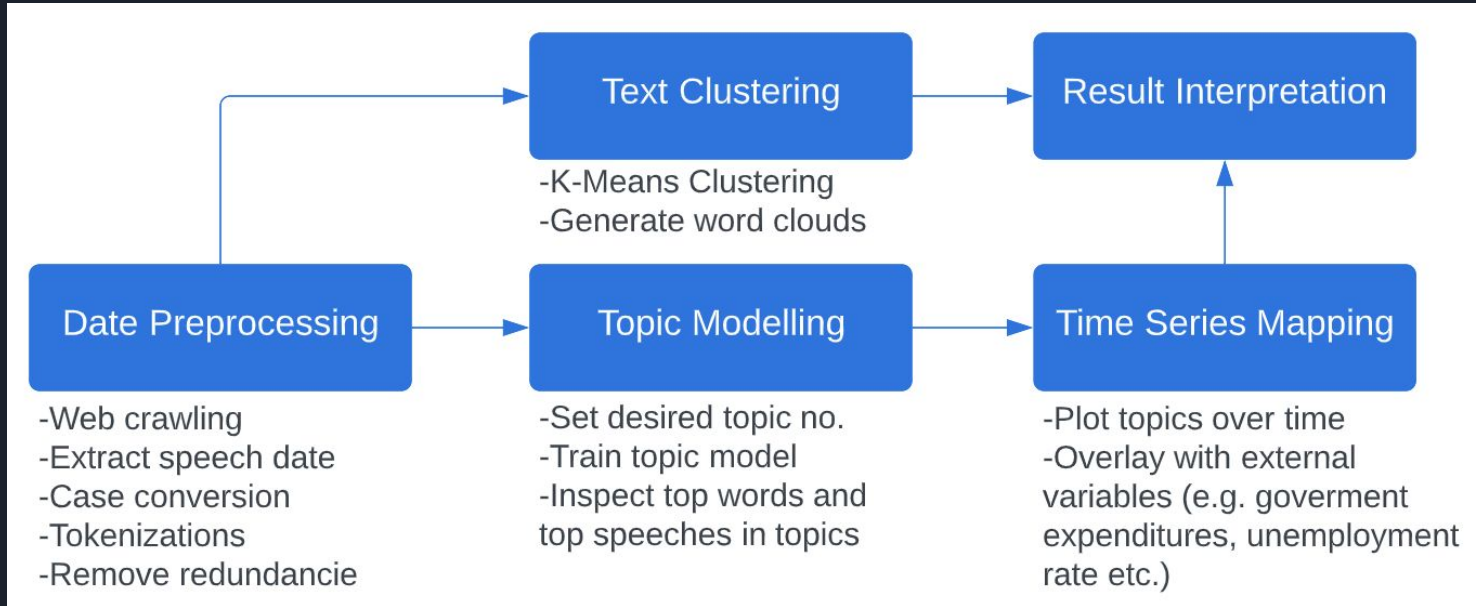 Text Clustering
Result Interpretation
-K-Means Clustering
-Generate word clouds
Date Preprocessing
Topic Modelling
Time Series Mapping
-Web crawling
-Extract speech date
-Case conversion
-Tokenizations
-Remove redundancie
-Set desired topic no.
-Train topic model
-Inspect top words and
top speeches in topics
-Plot topics over time
-Overlay with external
variables (e.g. goverment
expenditures, unemployment
rate etc.)